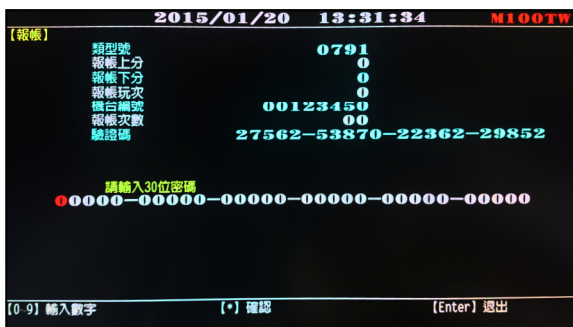 2015/01/20 13:31:34 M100TW
【報帳】
類型號 0791
報帳上分 0
報帳下分 0
報帳玩次 0
機台編號 00123450
報帳次數 00
驗證碼 27562-53870-22362-29852
請輸入30位密碼
00000-00000-00000-00000-00000-00000
【0~9】輸入數字 【*】確認 【Enter】退出